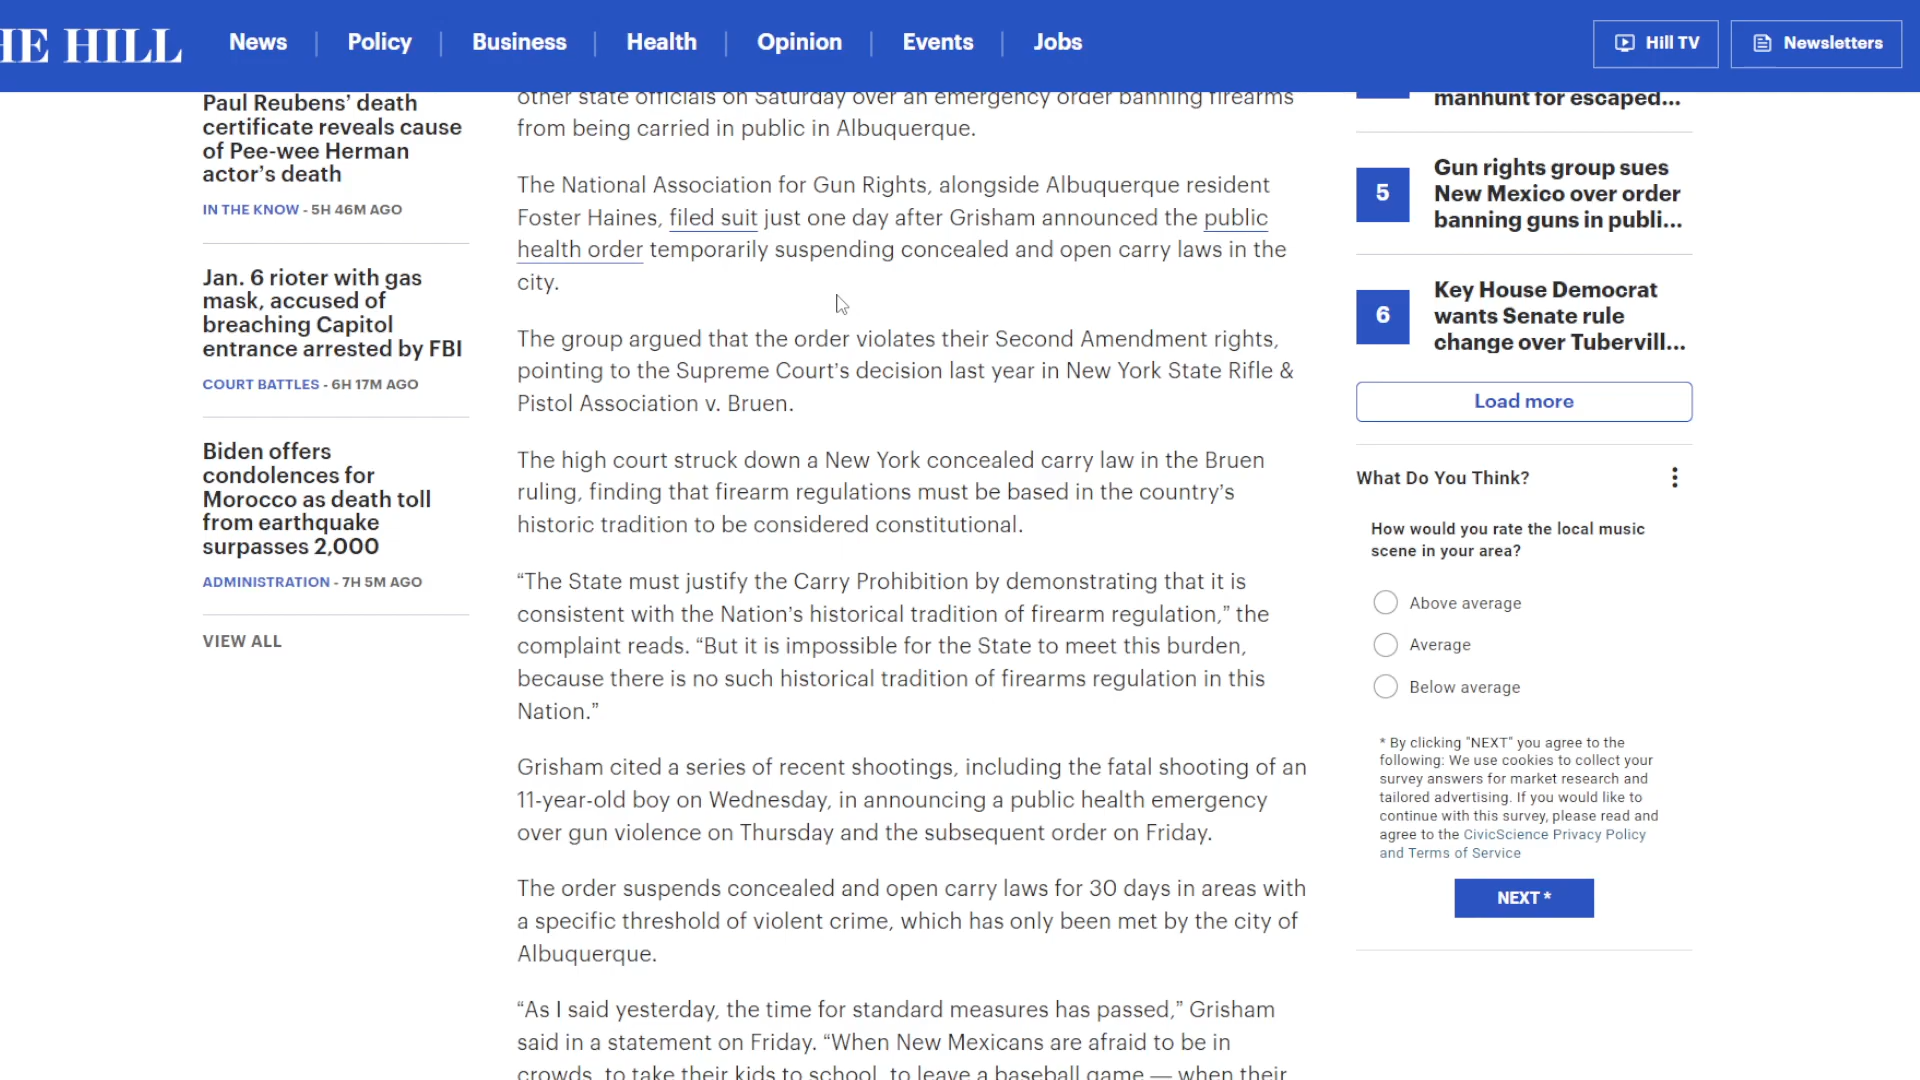 HE HILL
News
Policy
Business
Health
Opinion
Events
Jobs
Hill TV
Newsletters
Paul Reubens’ death
certificate reveals cause
of Pee-wee Herman
actor’s death
IN THE KNOW - 5H 46M AGO
Jan. 6 rioter with gas
mask, accused of
breaching Capitol
entrance arrested by FBI
COURT BATTLES - 6H 17M AGO
Biden offers
condolences for
Morocco as death toll
from earthquake
surpasses 2,000
ADMINISTRATION - 7H 5M AGO
VIEW ALL
other state officials on Saturday over an emergency order banning firearms
from being carried in public in Albuquerque.
The National Association for Gun Rights, alongside Albuquerque resident
Foster Haines, filed suit just one day after Grisham announced the public
health order temporarily suspending concealed and open carry laws in the
city.
The group argued that the order violates their Second Amendment rights,
pointing to the Supreme Court’s decision last year in New York State Rifle &
Pistol Association v. Bruen.
The high court struck down a New York concealed carry law in the Bruen
ruling, finding that firearm regulations must be based in the country’s
historic tradition to be considered constitutional.
“The State must justify the Carry Prohibition by demonstrating that it is
consistent with the Nation’s historical tradition of firearm regulation,” the
complaint reads. “But it is impossible for the State to meet this burden,
because there is no such historical tradition of firearms regulation in this
Nation.”
Grisham cited a series of recent shootings, including the fatal shooting of an
11-year-old boy on Wednesday, in announcing a public health emergency
over gun violence on Thursday and the subsequent order on Friday.
The order suspends concealed and open carry laws for 30 days in areas with
a specific threshold of violent crime, which has only been met by the city of
Albuquerque.
“As I said yesterday, the time for standard measures has passed,” Grisham
said in a statement on Friday. “When New Mexicans are afraid to be in
crowds, to take their kids to school, to leave a baseball game — when their
manhunt for escaped...
5
Gun rights group sues
New Mexico over order
banning guns in publi...
6
Key House Democrat
wants Senate rule
change over Tubervill...
Load more
What Do You Think?
How would you rate the local music
scene in your area?
Above average
Average
Below average
* By clicking "NEXT" you agree to the
following: We use cookies to collect your
survey answers for market research and
tailored advertising. If you would like to
continue with this survey, please read and
agree to the CivicScience Privacy Policy
and Terms of Service
NEXT *